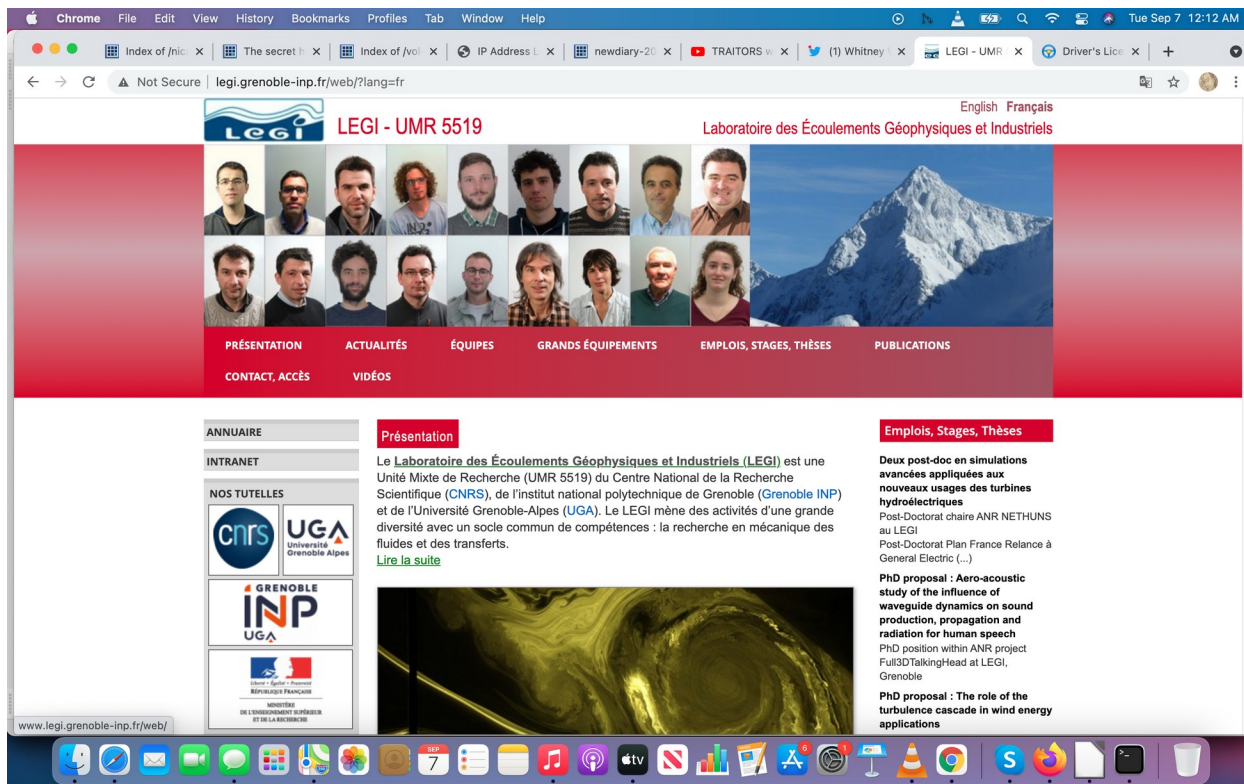 Chrome File Edit View History Bookmarks Profiles Tab Window Help Tue Sep 7 12:12 AM
Index of /nic The secret h Index of /vol IP Address L newdiary-20 TRAITORS w (1) Whitney LEGI - UMR Driver's Lice
Not Secure legi.grenoble-inp.fr/web/?lang=fr
English Français
LEGI LEGI - UMR 5519 Laboratoire des Écoulements Géophysiques et Industriels
PRÉSENTATION ACTUALITÉS ÉQUIPES GRANDS ÉQUIPEMENTS EMPLOIS, STAGES, THÈSES PUBLICATIONS
CONTACT, ACCÈS VIDÉOS
ANNUAIRE
INTRANET
NOS TUTELLES
cnrs
UGA
Université
Grenoble Alpes
GRENOBLE
INP
UGA
Liberté • Égalité • Fraternité
RÉPUBLIQUE FRANÇAISE
MINISTÈRE
DE L'ENSEIGNEMENT SUPÉRIEUR
ET DE LA RECHERCHE
Présentation
Le Laboratoire des Écoulements Géophysiques et Industriels (LEGI) est une
Unité Mixte de Recherche (UMR 5519) du Centre National de la Recherche
Scientifique (CNRS), de l'institut national polytechnique de Grenoble (Grenoble INP)
et de l'Université Grenoble-Alpes (UGA). Le LEGI mène des activités d'une grande
diversité avec un socle commun de compétences : la recherche en mécanique des
fluides et des transferts.
Lire la suite
Emplois, Stages, Thèses
Deux post-doc en simulations
avancées appliquées aux
nouveaux usages des turbines
hydroélectriques
Post-Doctorat chaire ANR NETHUNS
au LEGI
Post-Doctorat Plan France Relance à
General Electric (...)
PhD proposal : Aero-acoustic
study of the influence of
waveguide dynamics on sound
production, propagation and
radiation for human speech
PhD position within ANR project
Full3DTalkingHead at LEGI,
Grenoble
PhD proposal : The role of the
turbulence cascade in wind energy
applications
www.legi.grenoble-inp.fr/web/
SEP
7
tv
6
1